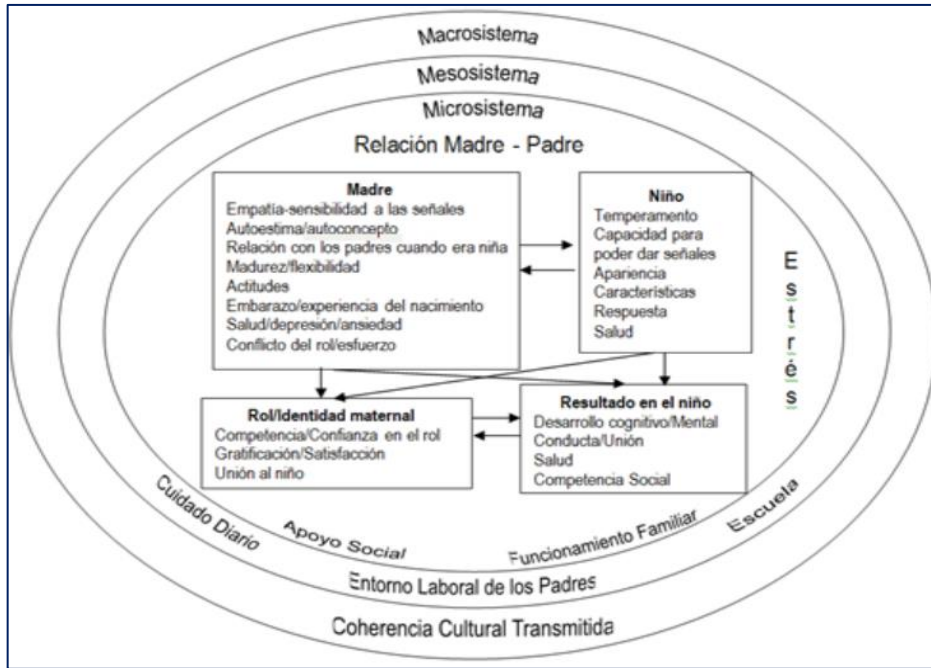 Macrosistema
Mesosistema
Microsistema
Relación Madre - Padre
Madre
Empatía-sensibilidad a las señales
Autoestima/autoconcepto
Relación con los padres cuando era niña
Madurez/flexibilidad
Actitudes
Embarazo/experiencia del nacimiento
Salud/depresión/ansiedad
Conflicto del rol/esfuerzo
Niño
Temperamento
Capacidad para
poder dar señales
Apariencia
Características
Respuesta
Salud
Estrés
Rol/Identidad maternal
Competencia/Confianza en el rol
Gratificación/Satisfacción
Unión al niño
Resultado en el niño
Desarrollo cognitivo/Mental
Conducta/Unión
Salud
Competencia Social
Cuidado Diario
Apoyo Social
Funcionamiento Familiar
Escuela
Entorno Laboral de los Padres
Coherencia Cultural Transmitida